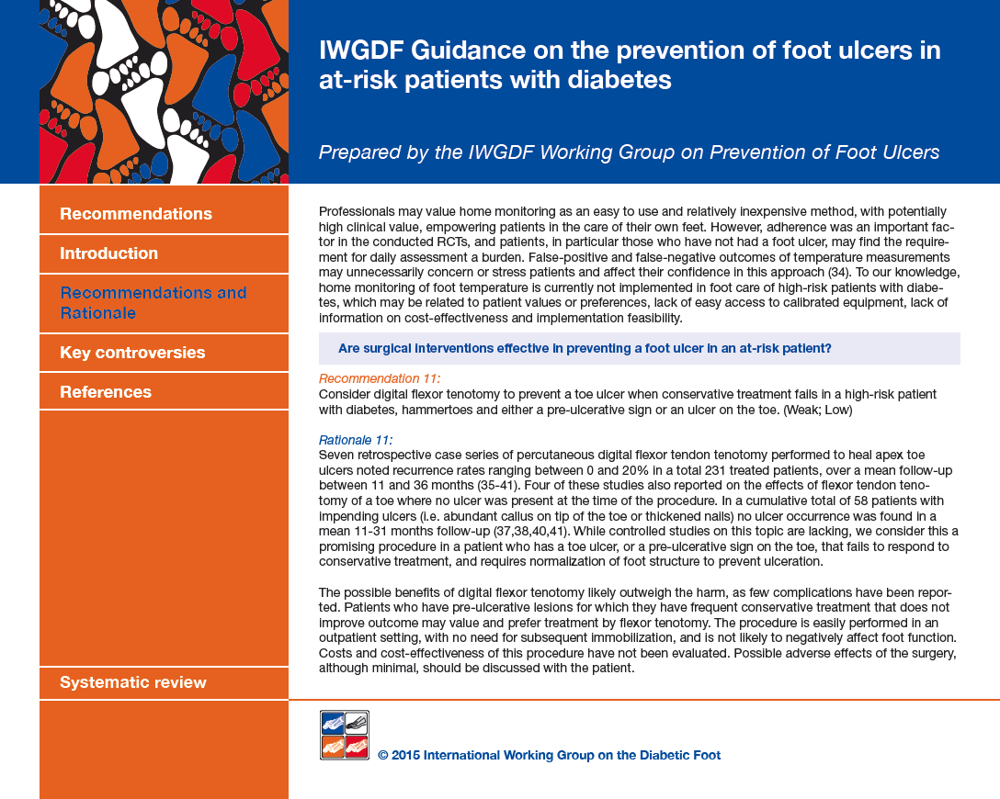 IWGDF Guidance on the prevention of foot ulcers in
at-risk patients with diabetes
Prepared by the IWGDF Working Group on Prevention of Foot Ulcers
Recommendations
Introduction
Recommendations and
Rationale
Key controversies
References
Systematic review
Professionals may value home monitoring as an easy to use and relatively inexpensive method, with potentially
high clinical value, empowering patients in the care of their own feet. However, adherence was an important fac-
tor in the conducted RCTs, and patients, in particular those who have not had a foot ulcer, may find the require-
ment for daily assessment a burden. False-positive and false-negative outcomes of temperature measurements
may unnecessarily concern or stress patients and affect their confidence in this approach (34). To our knowledge,
home monitoring of foot temperature is currently not implemented in foot care of high-risk patients with diabe-
tes, which may be related to patient values or preferences, lack of easy access to calibrated equipment, lack of
information on cost-effectiveness and implementation feasibility.
Are surgical interventions effective in preventing a foot ulcer in an at-risk patient?
Recommendation 11:
Consider digital flexor tenotomy to prevent a toe ulcer when conservative treatment fails in a high-risk patient
with diabetes, hammertoes and either a pre-ulcerative sign or an ulcer on the toe. (Weak; Low)
Rationale 11:
Seven retrospective case series of percutaneous digital flexor tendon tenotomy performed to heal apex toe
ulcers noted recurrence rates ranging between 0 and 20% in a total 231 treated patients, over a mean follow-up
between 11 and 36 months (35-41). Four of these studies also reported on the effects of flexor tendon teno-
tomy of a toe where no ulcer was present at the time of the procedure. In a cumulative total of 58 patients with
impending ulcers (i.e. abundant callus on tip of the toe or thickened nails) no ulcer occurrence was found in a
mean 11-31 months follow-up (37,38,40,41). While controlled studies on this topic are lacking, we consider this a
promising procedure in a patient who has a toe ulcer, or a pre-ulcerative sign on the toe, that fails to respond to
conservative treatment, and requires normalization of foot structure to prevent ulceration.
The possible benefits of digital flexor tenotomy likely outweigh the harm, as few complications have been repor-
ted. Patients who have pre-ulcerative lesions for which they have frequent conservative treatment that does not
improve outcome may value and prefer treatment by flexor tenotomy. The procedure is easily performed in an
outpatient setting, with no need for subsequent immobilization, and is not likely to negatively affect foot function.
Costs and cost-effectiveness of this procedure have not been evaluated. Possible adverse effects of the surgery,
although minimal, should be discussed with the patient.
© 2015 International Working Group on the Diabetic Foot